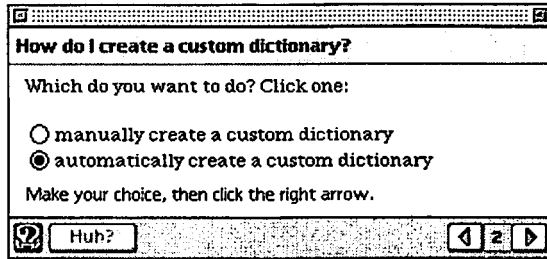 How do I create a custom dictionary?
Which do you want to do? Click one:
manually create a custom dictionary
automatically create a custom dictionary
Make your choice, then click the right arrow.
? Huh? 2